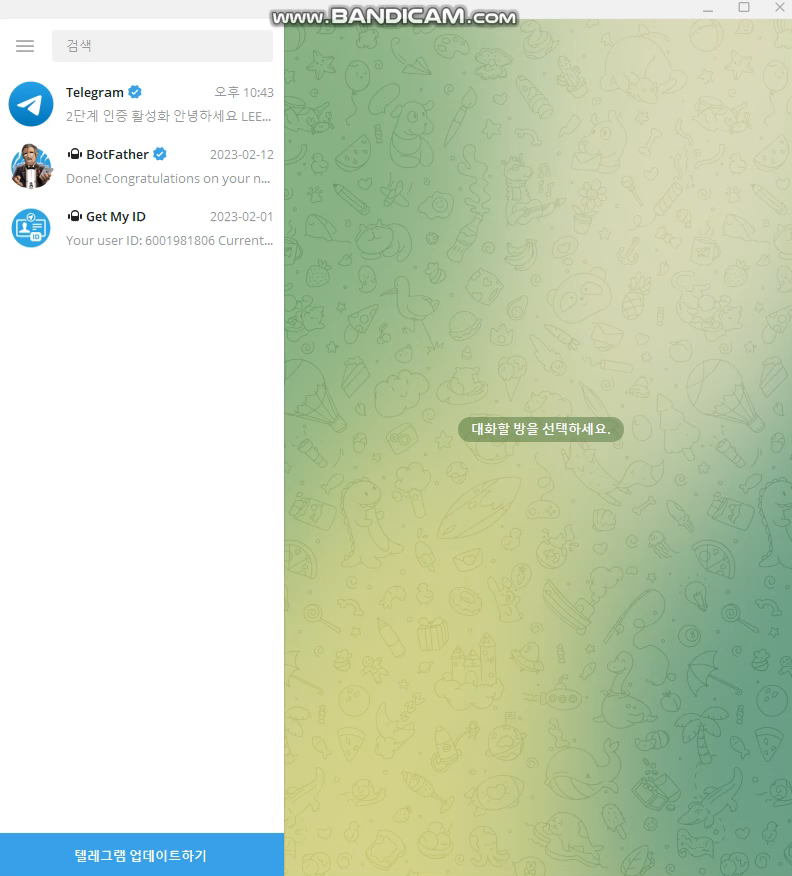 www.BANDICAM.com
검색
Telegram 오후 10:43
2단계 인증 활성화 안녕하세요 LEE...
BotFather 2023-02-12
Done! Congratulations on your n...
Get My ID 2023-02-01
Your user ID: 6001981806 Current...
대화할 방을 선택하세요.
텔레그램 업데이트하기